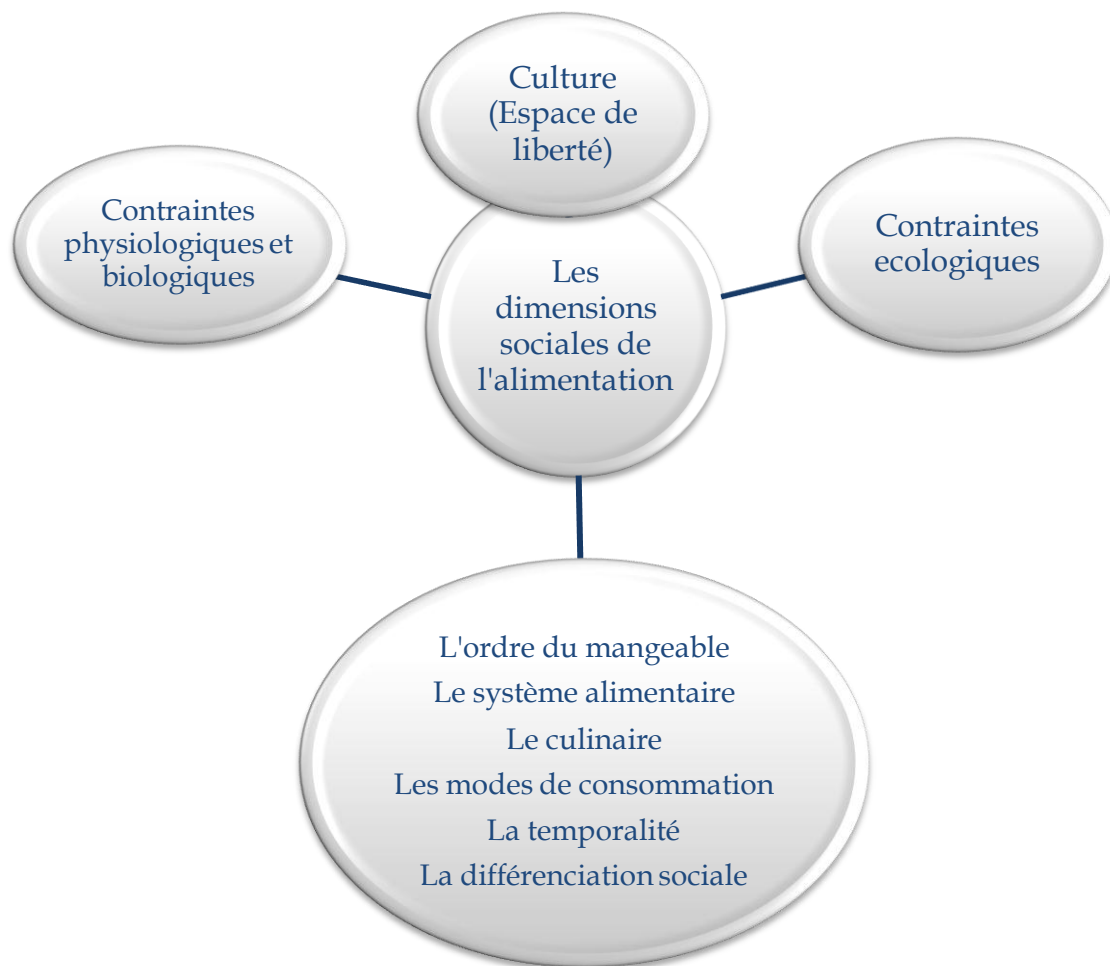 Culture
(Espace de
liberté)
Contraintes
physiologiques et
biologiques
Contraintes
ecologiques
Les
dimensions
sociales de
l'alimentation
L'ordre du mangeable
Le système alimentaire
Le culinaire
Les modes de consommation
La temporalité
La différenciation sociale